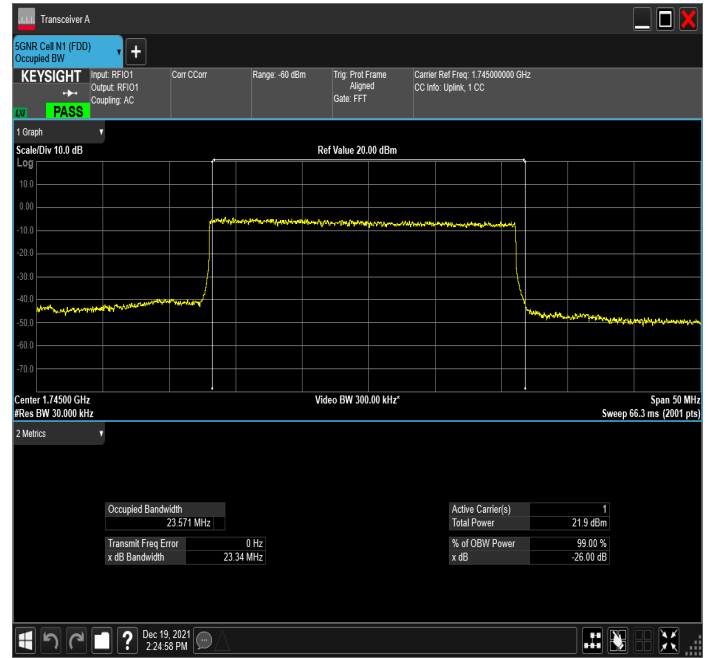 Transceiver A
5GNR Cell N1 (FDD)
Occupied BW
KEYSIGHT
Input: RFIO1
Output: RFIO1
Coupling: AC
Corr CCorr
Range: -60 dBm
Trig: Prot Frame
Aligned
Gate: FFT
Carrier Ref Freq: 1.745000000 GHz
CC Info: Uplink, 1 CC
LXI
PASS
1 Graph
Scale/Div 10.0 dB
Ref Value 20.00 dBm
Log
10.0
0.00
-10.0
-20.0
-30.0
-40.0
-50.0
-60.0
-70.0
Center 1.74500 GHz
Video BW 300.00 kHz*
Span 50 MHz
#Res BW 30.000 kHz
Sweep 66.3 ms (2001 pts)
2 Metrics
Occupied Bandwidth
23.571 MHz
Transmit Freq Error 0 Hz
x dB Bandwidth 23.34 MHz
Active Carrier(s) 1
Total Power 21.9 dBm
% of OBW Power 99.00 %
x dB -26.00 dB
?
Dec 19, 2021
2:24:58 PM